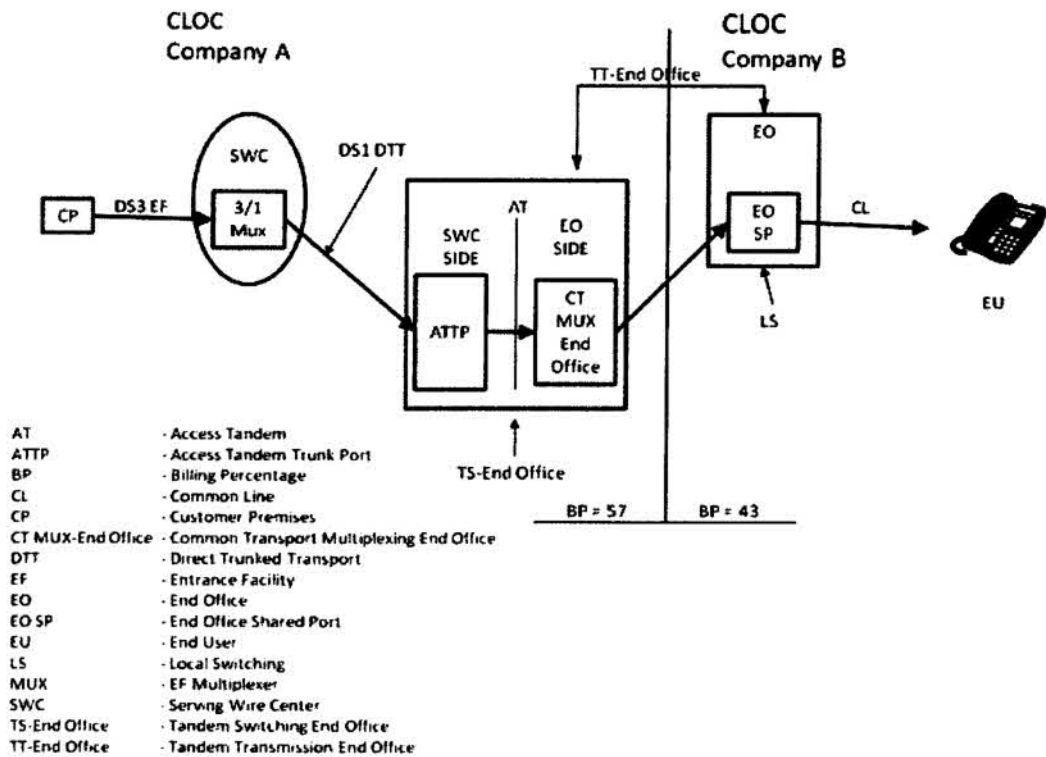 CLOC
Company A
CLOC
Company B
TT-End Office
SWC
DS1 DTT
EO
CP
DS3 EF
3/1
Mux
AT
SWC
SIDE
EO
SIDE
EO
SP
CL
ATTP
CT
MUX
End
Office
LS
EU
TS-End Office
BP = 57
BP = 43
AT - Access Tandem
ATTP - Access Tandem Trunk Port
BP - Billing Percentage
CL - Common Line
CP - Customer Premises
CT MUX-End Office - Common Transport Multiplexing End Office
DTT - Direct Trunked Transport
EF - Entrance Facility
EO - End Office
EO SP - End Office Shared Port
EU - End User
LS - Local Switching
MUX - EF Multiplexer
SWC - Serving Wire Center
TS-End Office - Tandem Switching End Office
TT-End Office - Tandem Transmission End Office